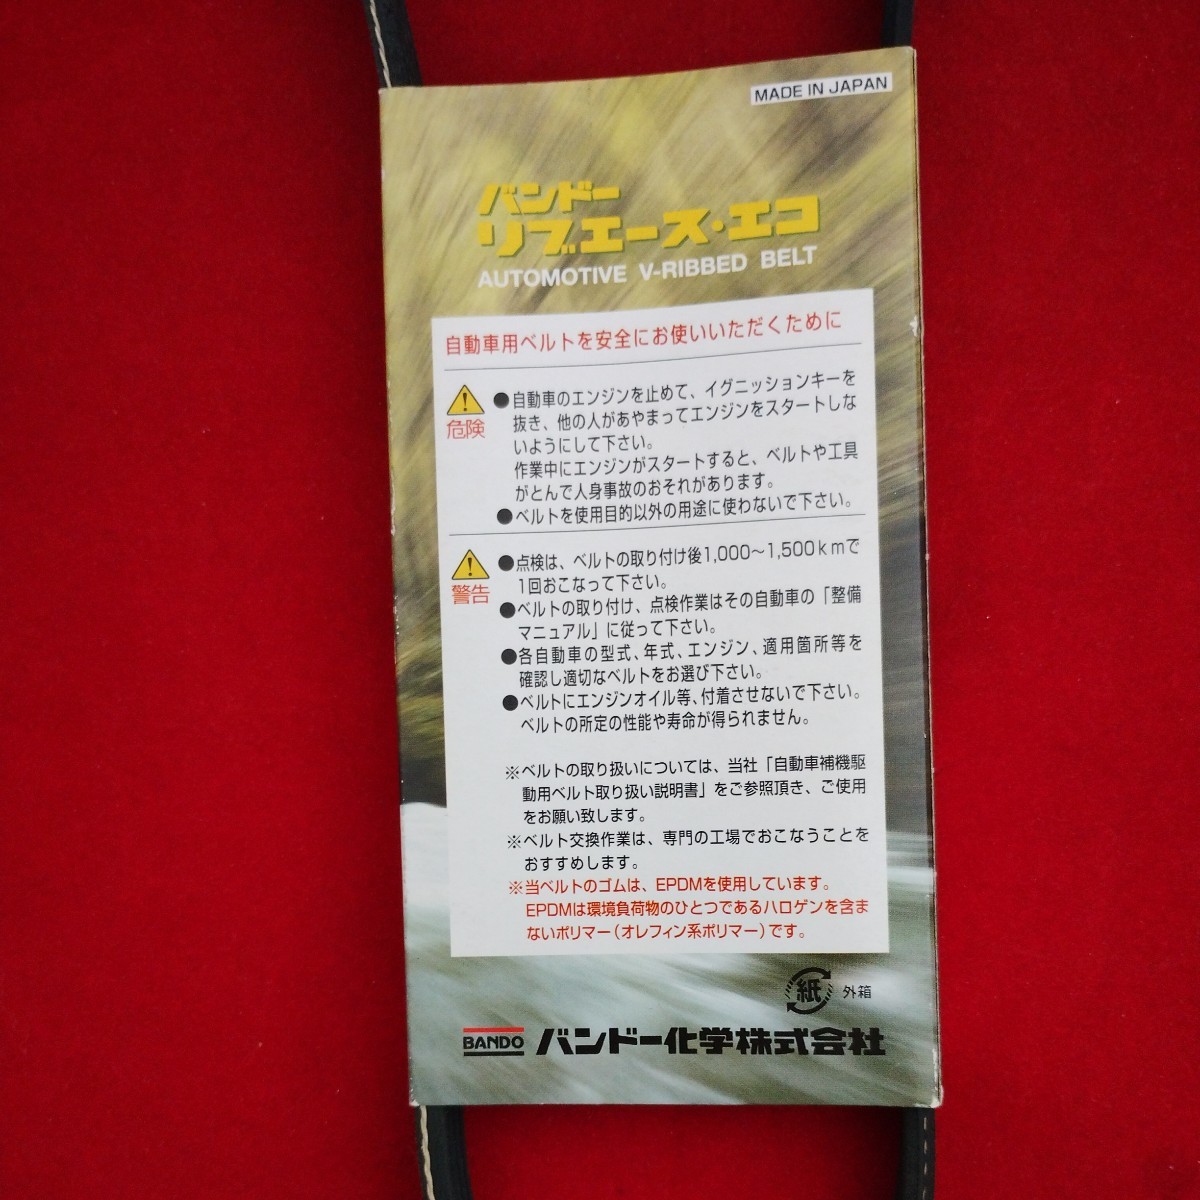 MADE IN JAPAN
バンドー
リブエース・エコ
AUTOMOTIVE V-RIBBED BELT
自動車用ベルトを安全にお使いいただくために
危険
●自動車のエンジンを止めて、イグニッションキーを
抜き、他の人があやまってエンジンをスタートしな
いようにして下さい。
作業中にエンジンがスタートすると、ベルトや工具
がとんで人身事故のおそれがあります。
●ベルトを使用目的以外の用途に使わないで下さい。
警告
●点検は、ベルトの取り付け後1,000〜1,500kmで
1回おこなって下さい。
●ベルトの取り付け、点検作業はその自動車の「整備
マニュアル」に従って下さい。
●各自動車の型式、年式、エンジン、適用箇所等を
確認し適切なベルトをお選び下さい。
●ベルトにエンジンオイル等、付着させないで下さい。
ベルトの所定の性能や寿命が得られません。
※ベルトの取り扱いについては、当社「自動車補機駆
動用ベルト取り扱い説明書」をご参照頂き、ご使用
をお願い致します。
※ベルト交換作業は、専門の工場でおこなうことを
おすすめします。
※当ベルトのゴムは、EPDMを使用しています。
EPDMは環境負荷物のひとつであるハロゲンを含ま
ないポリマー(オレフィン系ポリマー)です。
紙 外箱
BANDO バンドー化学株式会社